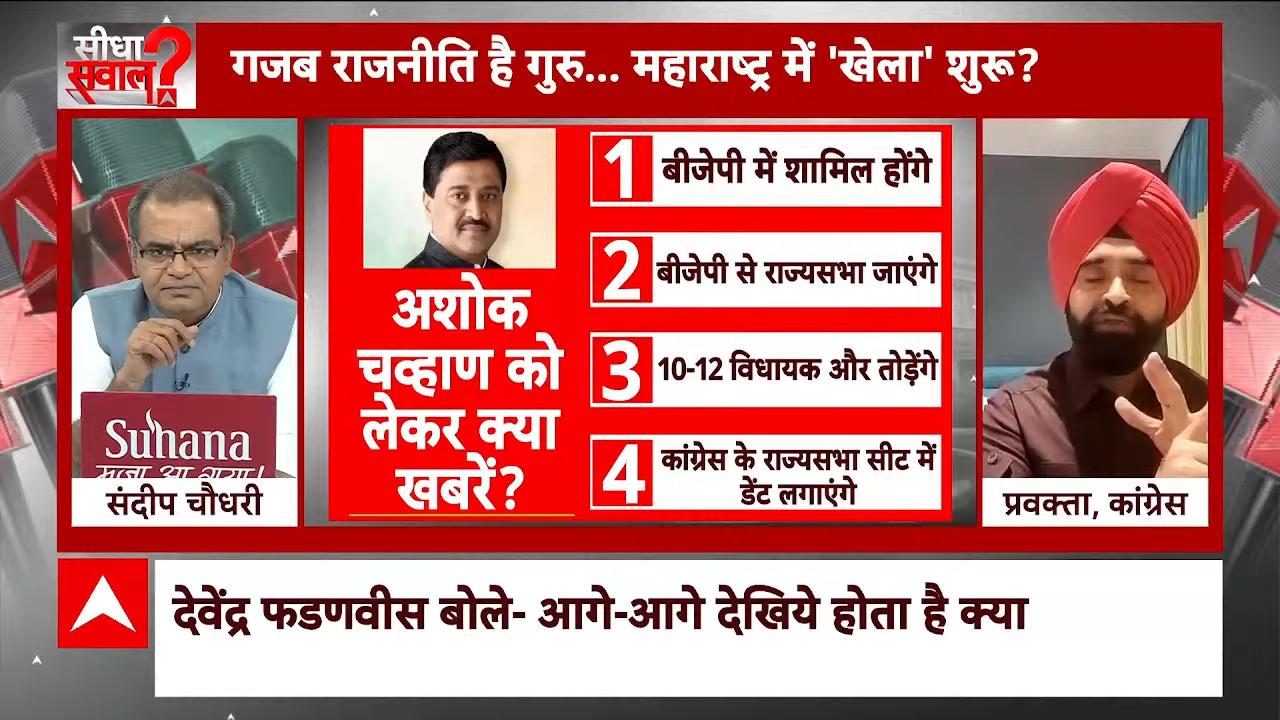 सीधा
सवाल?
गजब राजनीति है गुरु... महाराष्ट्र में 'खेला' शुरू?
Suhana
संदीप चौधरी
अशोक
चव्हाण को
लेकर क्या
खबरें?
1 बीजेपी में शामिल होंगे
2 बीजेपी से राज्यसभा जाएंगे
3 10-12 विधायक और तोड़ेंगे
4 कांग्रेस के राज्यसभा सीट में
डेंट लगाएंगे
प्रवक्ता, कांग्रेस
देवेंद्र फडणवीस बोले- आगे-आगे देखिये होता है क्या